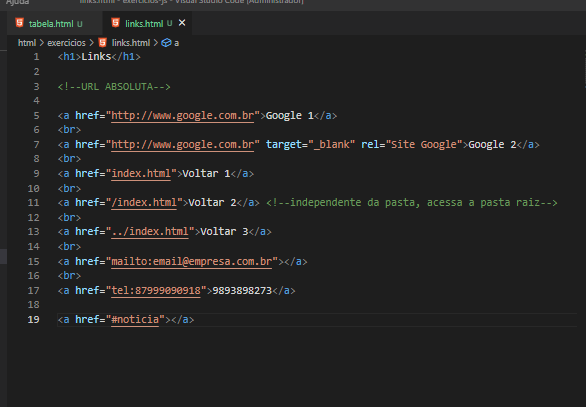 Ajuda links.html - exercicios-js - Visual Studio Code [Administrador]
tabela.html U links.html U ×
html > exercicios > links.html > a
1 <h1>Links</h1>
2
3 <!--URL ABSOLUTA-->
4
5 <a href="http://www.google.com.br">Google 1</a>
6 <br>
7 <a href="http://www.google.com.br" target="_blank" rel="Site Google">Google 2</a>
8 <br>
9 <a href="index.html">Voltar 1</a>
10 <br>
11 <a href="/index.html">Voltar 2</a> <!--independente da pasta, acessa a pasta raiz-->
12 <br>
13 <a href="../index.html">Voltar 3</a>
14 <br>
15 <a href="mailto:email@empresa.com.br"></a>
16 <br>
17 <a href="tel:87999090918">9893898273</a>
18
19 <a href="#noticia"></a>